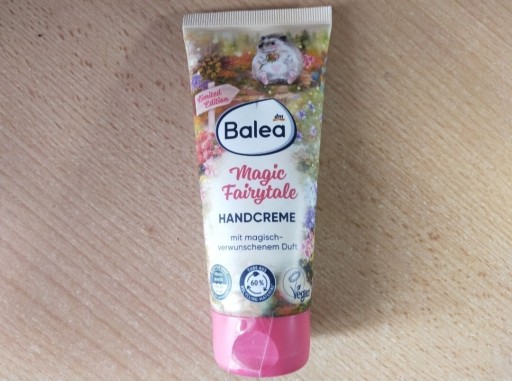 Limited
Edition
dm
Balea
Magic
Fairytale
HANDCREME
mit magisch-
verwunschenem Duft
60%
Vegan